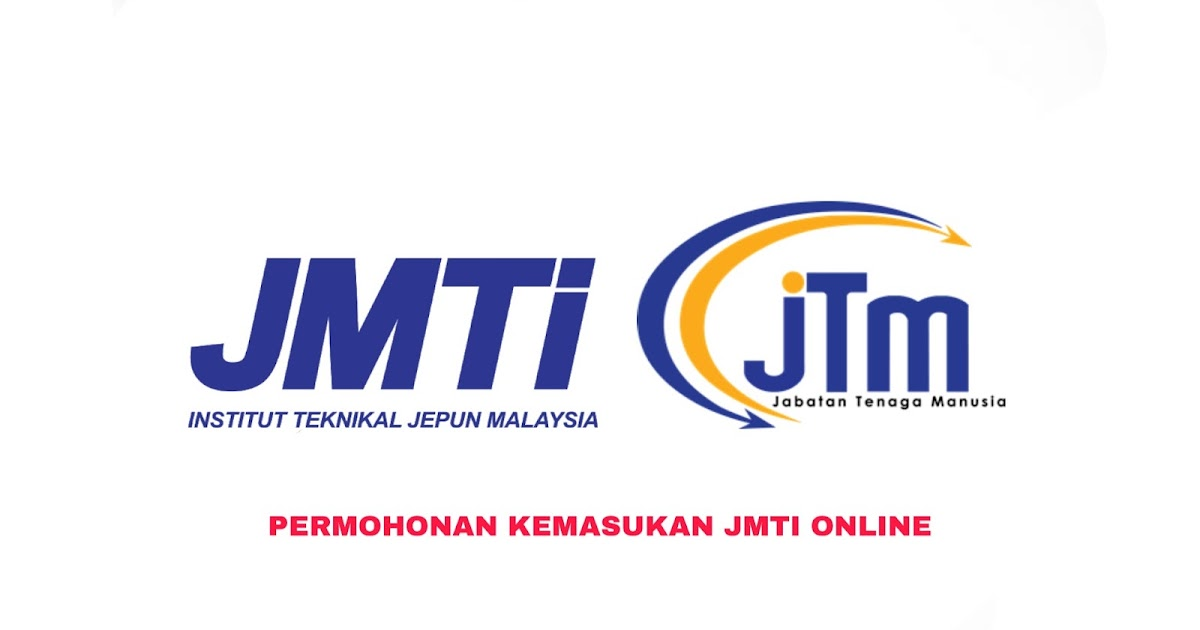 JMTi
INSTITUT TEKNIKAL JEPUN MALAYSIA
jTm
Jabatan Tenaga Manusia
PERMOHONAN KEMASUKAN JMTI ONLINE